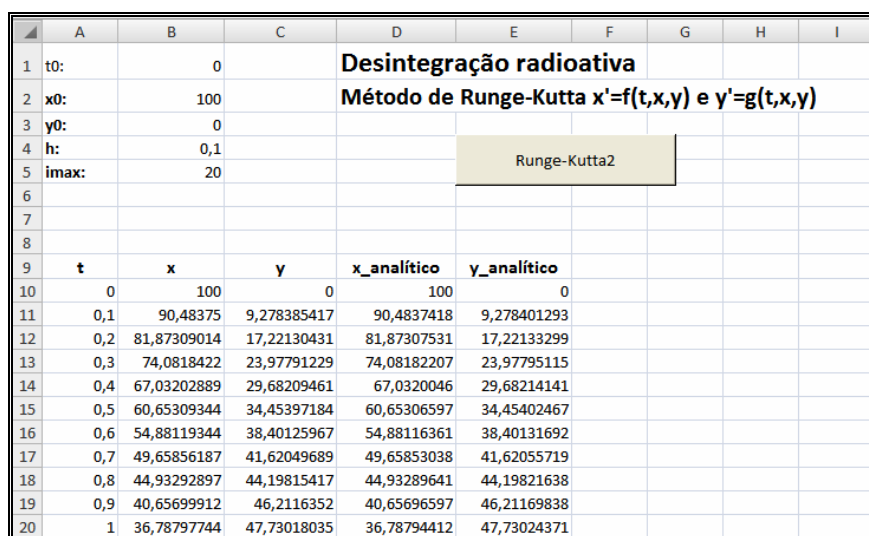 A B C D E F G H I
1 t0: 0 Desintegração radioativa
2 x0: 100 Método de Runge-Kutta x'=f(t,x,y) e y'=g(t,x,y)
3 y0: 0
4 h: 0,1 Runge-Kutta2
5 imax: 20
6
7
8
9 t x y x_analítico y_analítico
10 0 100 0 100 0
11 0,1 90,48375 9,278385417 90,4837418 9,278401293
12 0,2 81,87309014 17,22130431 81,87307531 17,22133299
13 0,3 74,0818422 23,97791229 74,08182207 23,97795115
14 0,4 67,03202889 29,68209461 67,0320046 29,68214141
15 0,5 60,65309344 34,45397184 60,65306597 34,45402467
16 0,6 54,88119344 38,40125967 54,88116361 38,40131692
17 0,7 49,65856187 41,62049689 49,65853038 41,62055719
18 0,8 44,93292897 44,19815417 44,93289641 44,19821638
19 0,9 40,65699912 46,2116352 40,65696597 46,21169838
20 1 36,78797744 47,73018035 36,78794412 47,73024371